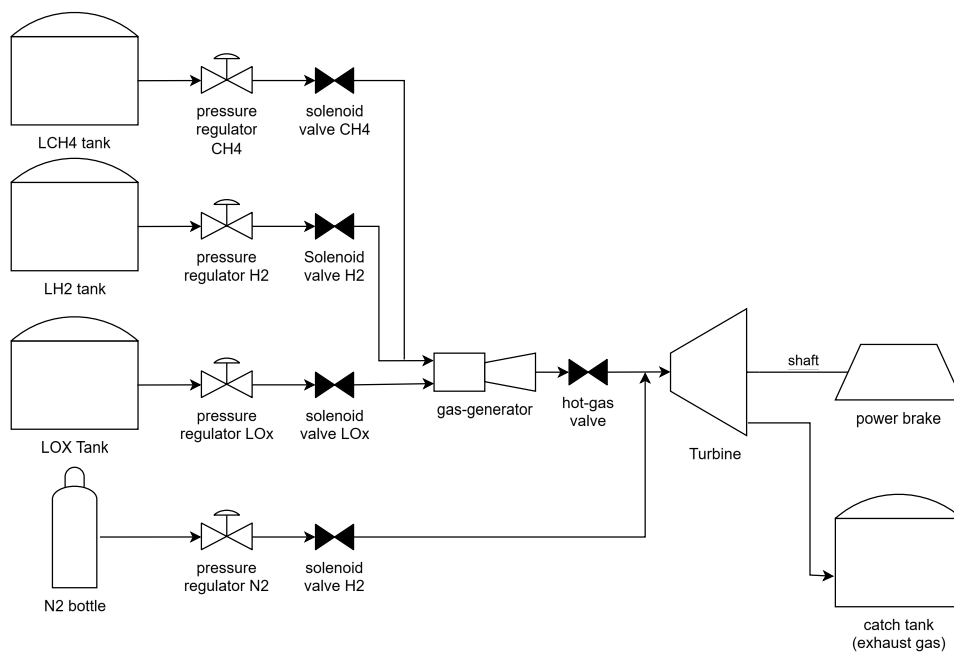 pressure
regulator
CH4
solenoid
valve CH4
LCH4 tank
pressure
regulator H2
Solenoid
valve H2
LH2 tank
shaft
gas-generator
hot-gas
valve
pressure
regulator LOx
solenoid
valve LOx
power brake
LOX Tank
Turbine
pressure
regulator N2
solenoid
valve H2
N2 bottle
catch tank
(exhaust gas)